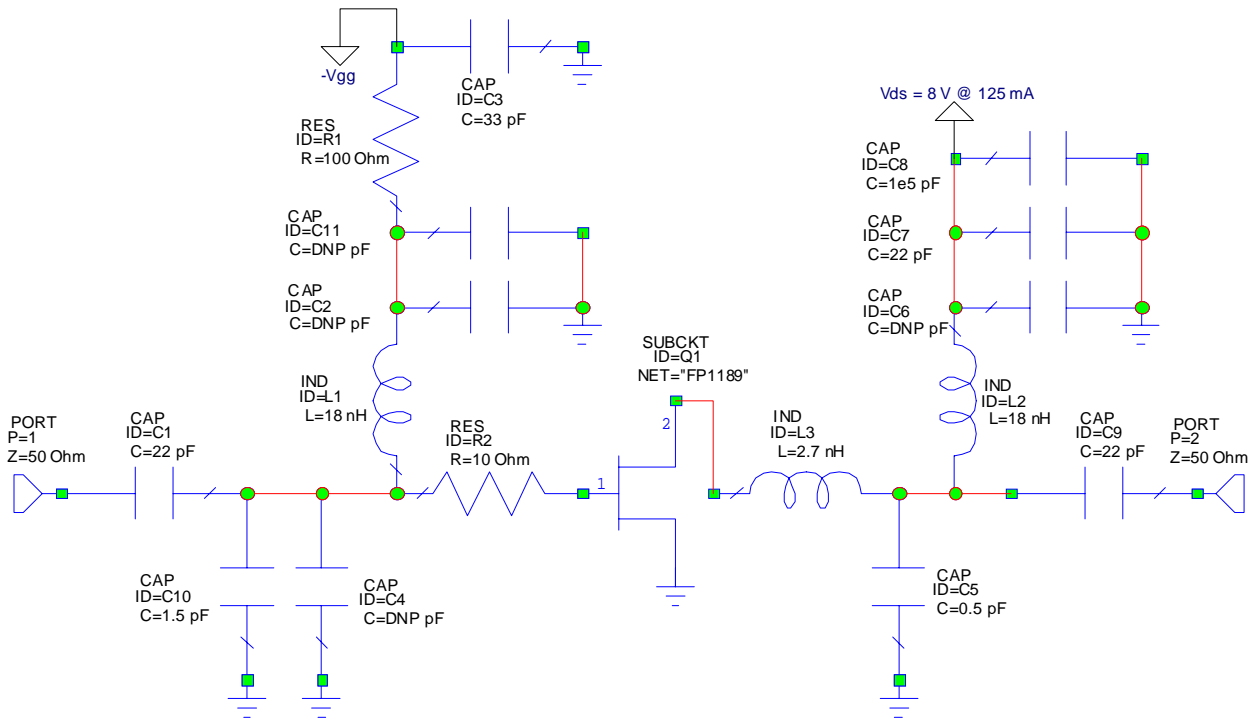 -Vgg
CAP
ID=C3
C=33 pF
RES
ID=R1
R=100 Ohm
CAP
ID=C11
C=DNP pF
CAP
ID=C2
C=DNP pF
IND
ID=L1
L=18 nH
PORT
P=1
Z=50 Ohm
CAP
ID=C1
C=22 pF
RES
ID=R2
R=10 Ohm
CAP
ID=C10
C=1.5 pF
CAP
ID=C4
C=DNP pF
SUBCKT
ID=Q1
NET="FP1189"
2
1
IND
ID=L3
L=2.7 nH
Vds = 8 V @ 125 mA
CAP
ID=C8
C=1e5 pF
CAP
ID=C7
C=22 pF
CAP
ID=C6
C=DNP pF
IND
ID=L2
L=18 nH
CAP
ID=C9
C=22 pF
PORT
P=2
Z=50 Ohm
CAP
ID=C5
C=0.5 pF